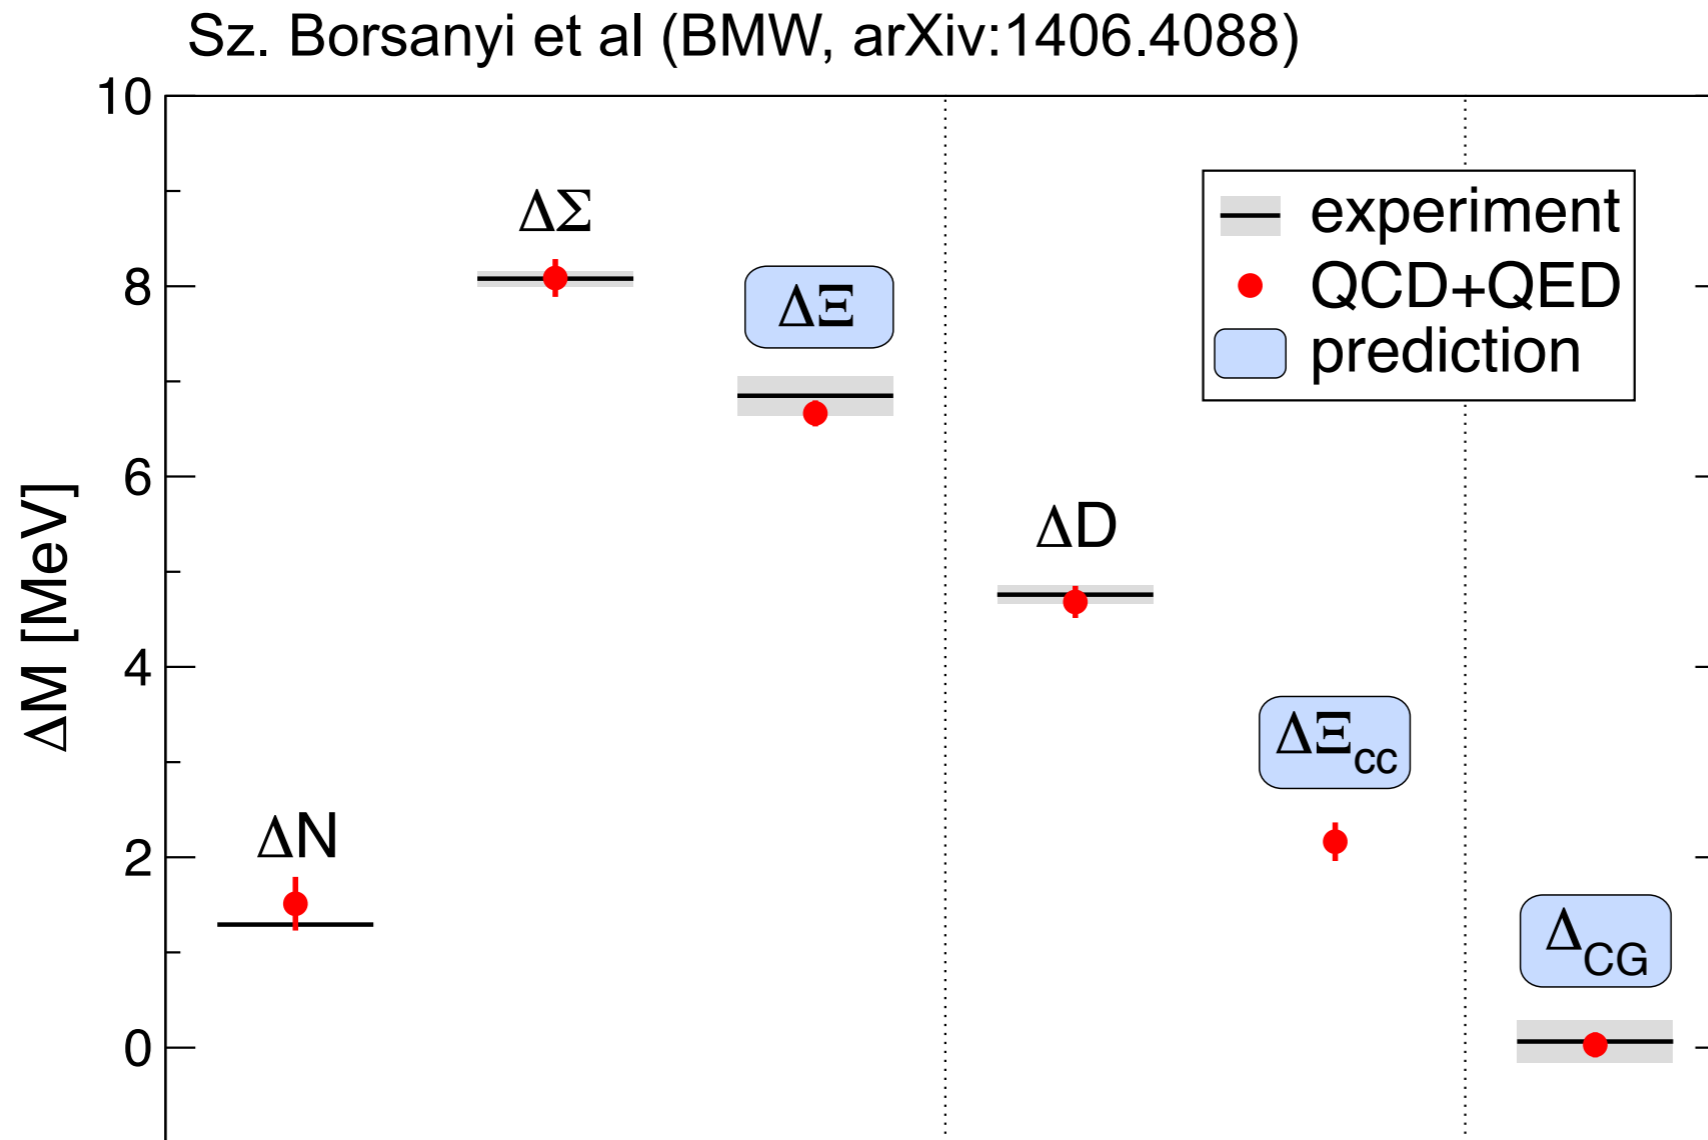 Sz. Borsanyi et al (BMW, arXiv:1406.4088)
10
8
6
4
2
0
ΔM [MeV]
ΔN
ΔΣ
ΔΞ
ΔD
ΔΞcc
ΔCG
experiment
QCD+QED
prediction